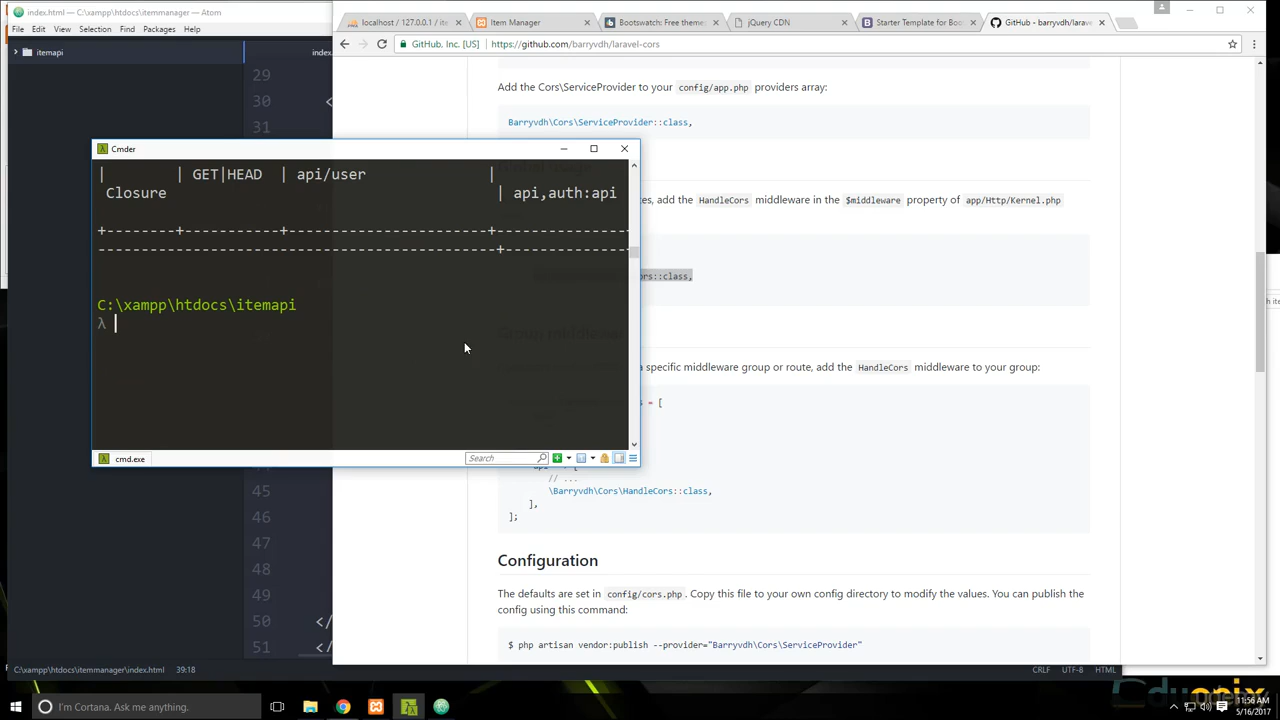 index.html — C:\xampp\htdocs\itemmanager — Atom
File Edit View Selection Find Packages Help
itemapi
index.
29
30 <
31
45
46
47
48
49
50 </
51 </
C:\xampp\htdocs\itemmanager\index.html 39:18
CRLF UTF-8 HTML
localhost / 127.0.0.1 / it
Item Manager
Bootswatch: Free theme
jQuery CDN
Starter Template for Boo
GitHub - barryvdh/larave
GitHub, Inc. [US] https://github.com/barryvdh/laravel-cors
Add the Cors\ServiceProvider to your config/app.php providers array:
Barryvdh\Cors\ServiceProvider::class,
tes, add the HandleCors middleware in the $middleware property of app/Http/Kernel.php
ors::class,
a specific middleware group or route, add the HandleCors middleware to your group:
s = [
// ...
\Barryvdh\Cors\HandleCors::class,
],
];
Configuration
The defaults are set in config/cors.php. Copy this file to your own config directory to modify the values. You can publish the
config using this command:
$ php artisan vendor:publish --provider="Barryvdh\Cors\ServiceProvider"
Cmder
| | GET|HEAD | api/user |
Closure | api,auth:api
+--------+-----------+----------------------+---------------
---------------------------------------------+--------------
C:\xampp\htdocs\itemapi
λ
cmd.exe
Search
I'm Cortana. Ask me anything.
11:56 AM
5/16/2017